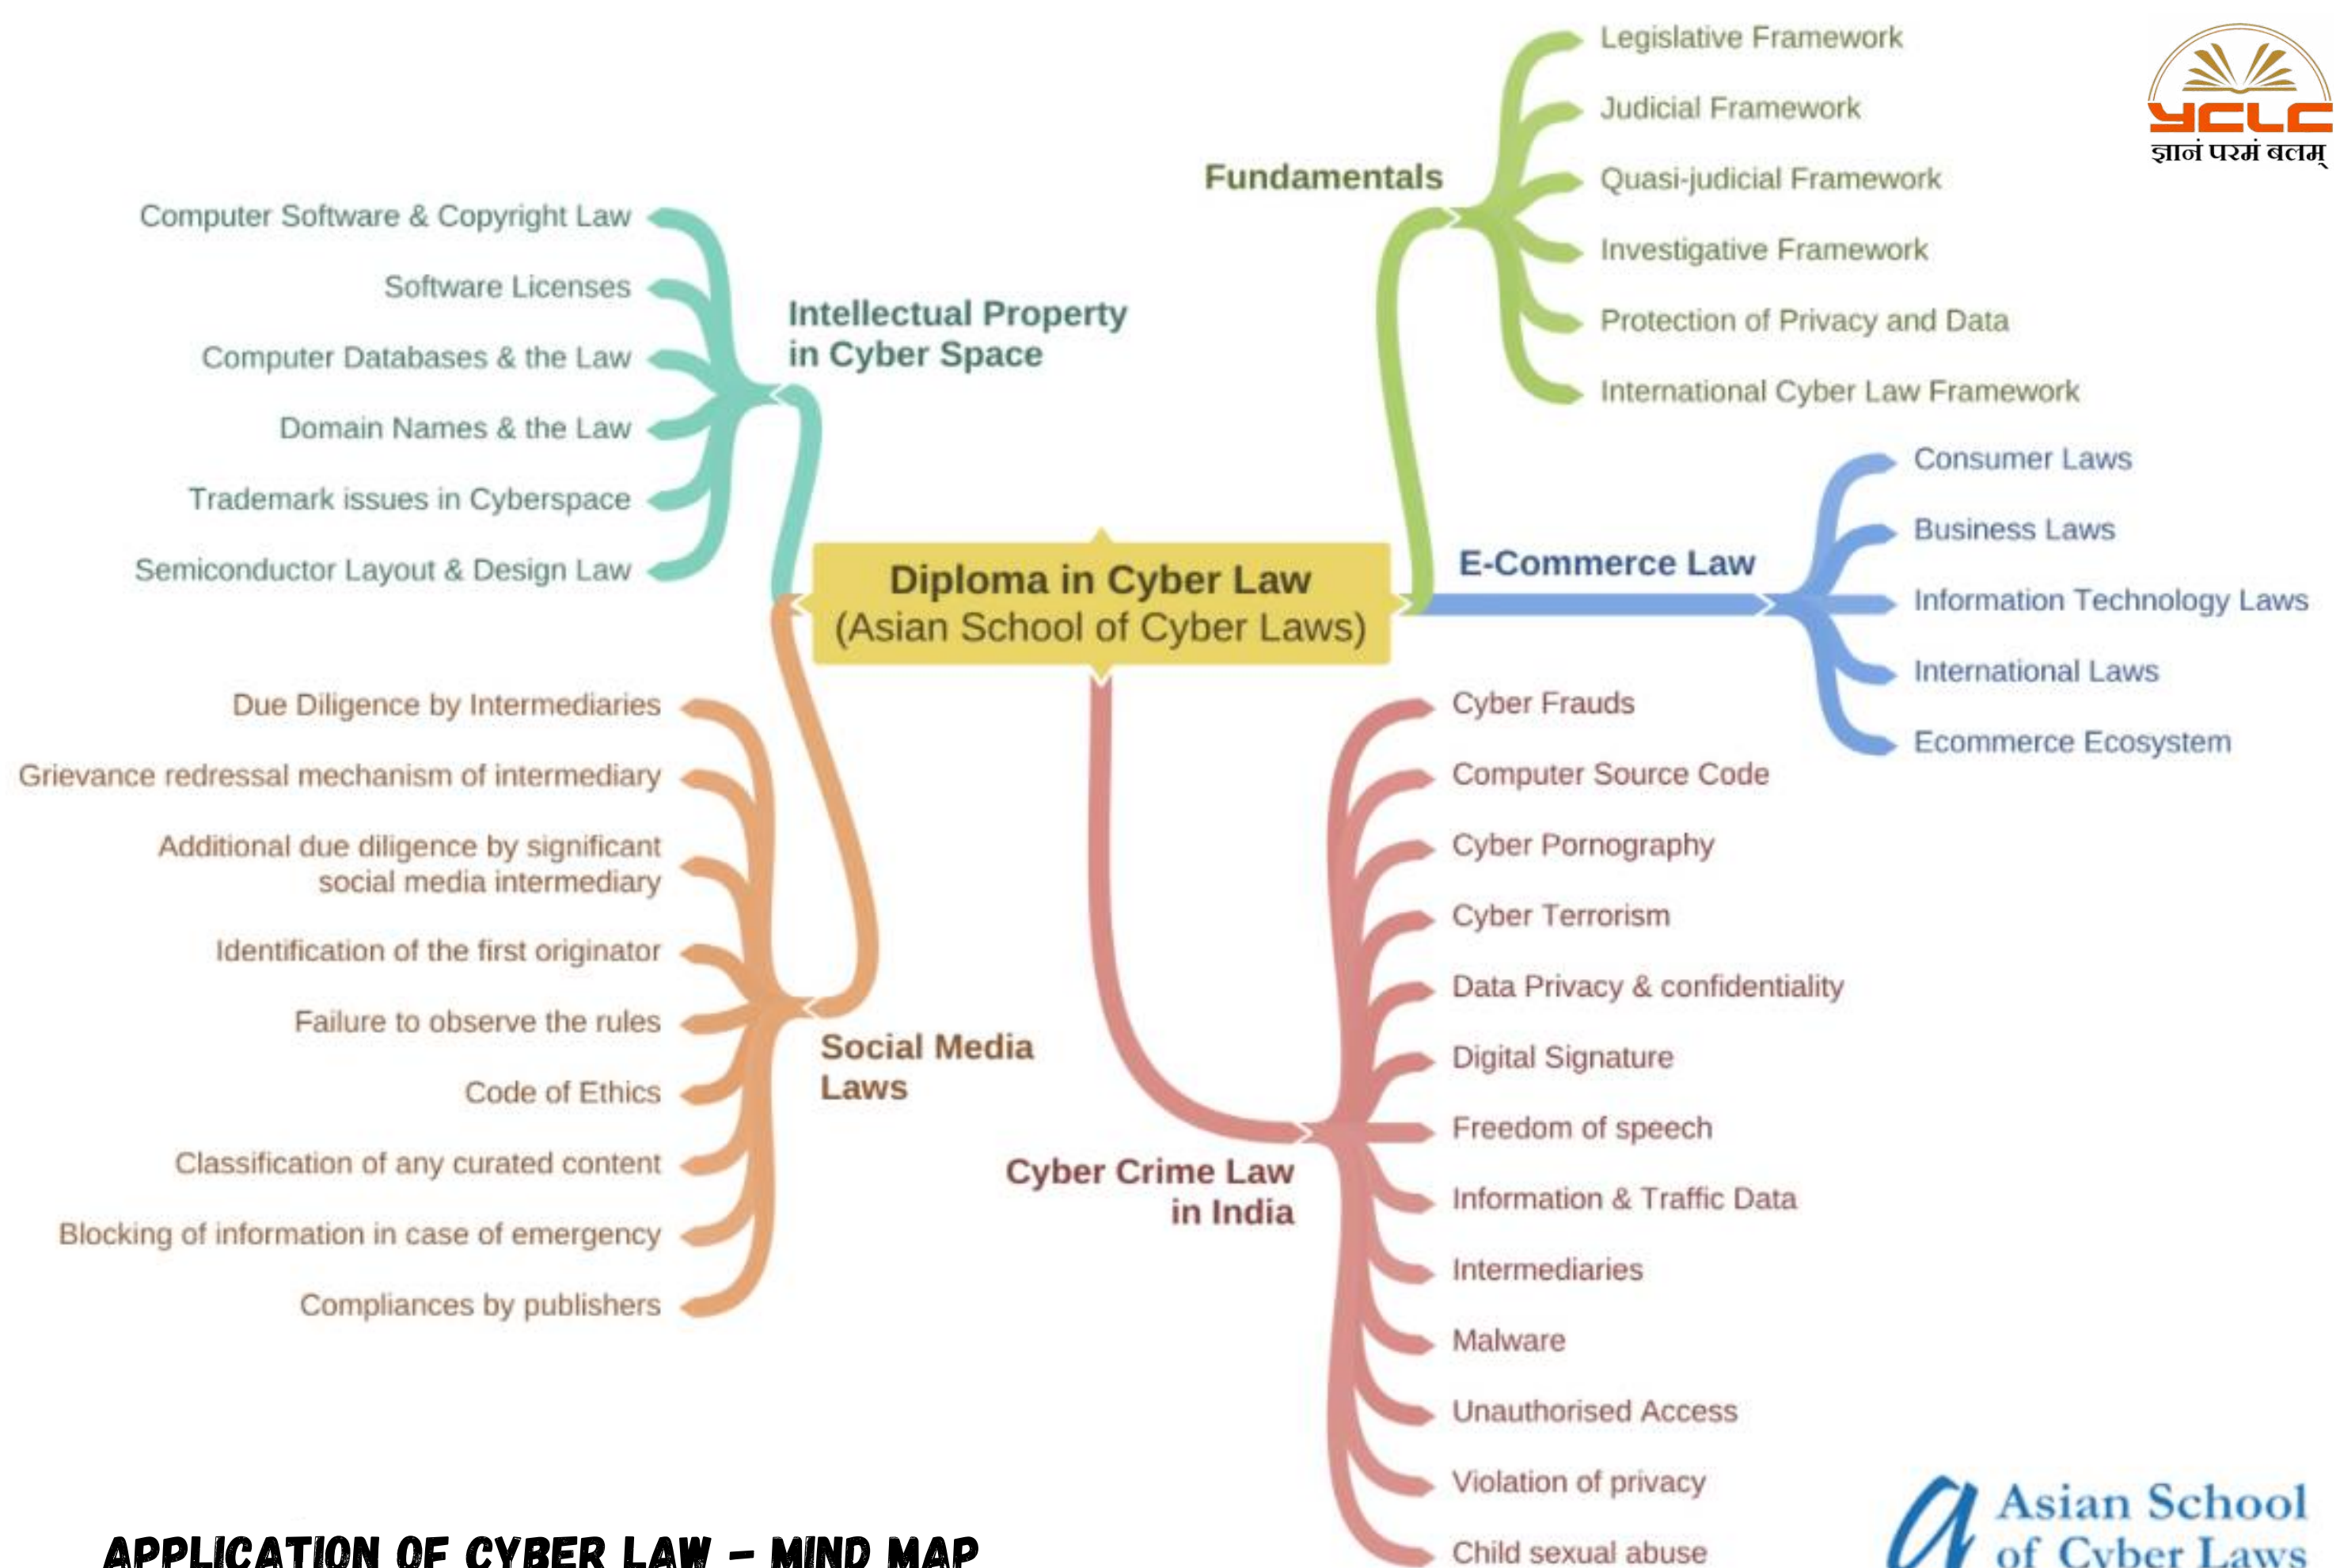 YCLC
ज्ञानं परमं बलम्
Diploma in Cyber Law
(Asian School of Cyber Laws)
Fundamentals
Legislative Framework
Judicial Framework
Quasi-judicial Framework
Investigative Framework
Protection of Privacy and Data
International Cyber Law Framework
E-Commerce Law
Consumer Laws
Business Laws
Information Technology Laws
International Laws
Ecommerce Ecosystem
Intellectual Property
in Cyber Space
Computer Software & Copyright Law
Software Licenses
Computer Databases & the Law
Domain Names & the Law
Trademark issues in Cyberspace
Semiconductor Layout & Design Law
Social Media
Laws
Due Diligence by Intermediaries
Grievance redressal mechanism of intermediary
Additional due diligence by significant
social media intermediary
Identification of the first originator
Failure to observe the rules
Code of Ethics
Classification of any curated content
Blocking of information in case of emergency
Compliances by publishers
Cyber Crime Law
in India
Cyber Frauds
Computer Source Code
Cyber Pornography
Cyber Terrorism
Data Privacy & confidentiality
Digital Signature
Freedom of speech
Information & Traffic Data
Intermediaries
Malware
Unauthorised Access
Violation of privacy
Child sexual abuse
APPLICATION OF CYBER LAW – MIND MAP
Asian School
of Cyber Laws